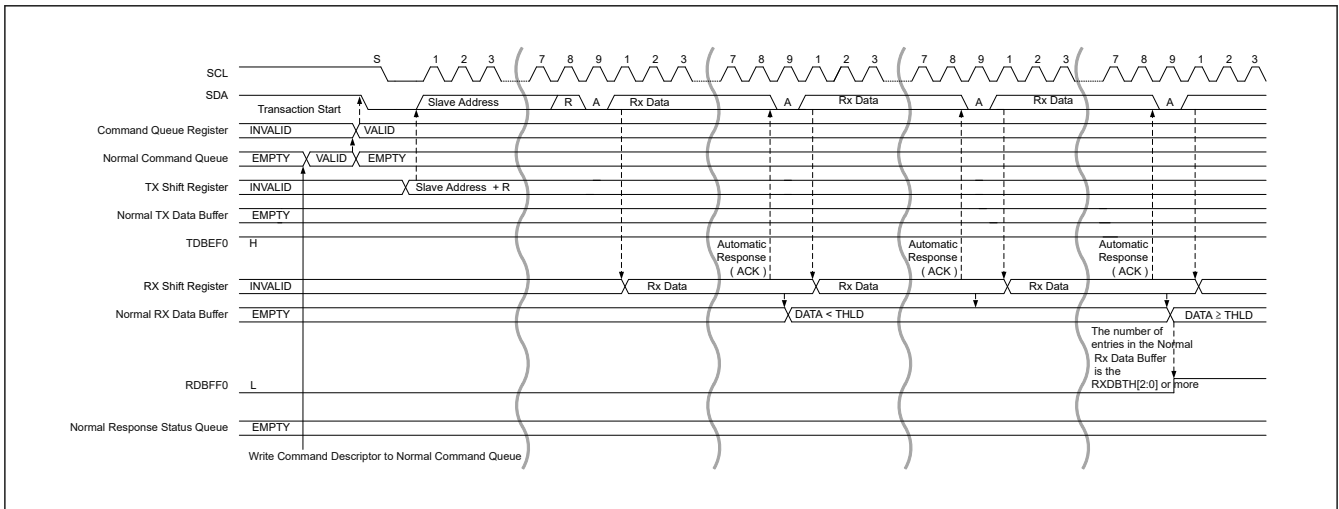 S 1 2 3 7 8 9 1 2 3 7 8 9 1 2 3 7 8 9 1 2 3 7 8 9 1 2 3
SCL
SDA
Transaction Start
Slave Address R A Rx Data A Rx Data A Rx Data A
Command Queue Register INVALID VALID
Normal Command Queue EMPTY VALID EMPTY
TX Shift Register INVALID Slave Address + R
Normal TX Data Buffer EMPTY
TDBEF0 H
Automatic
Response
( ACK )
Automatic
Response
( ACK )
Automatic
Response
( ACK )
RX Shift Register INVALID Rx Data Rx Data Rx Data
Normal RX Data Buffer EMPTY DATA < THLD DATA ≥ THLD
The number of
entries in the Normal
Rx Data Buffer
is the
RXDBTH[2:0] or more
RDBFF0 L
Normal Response Status Queue EMPTY
Write Command Descriptor to Normal Command Queue